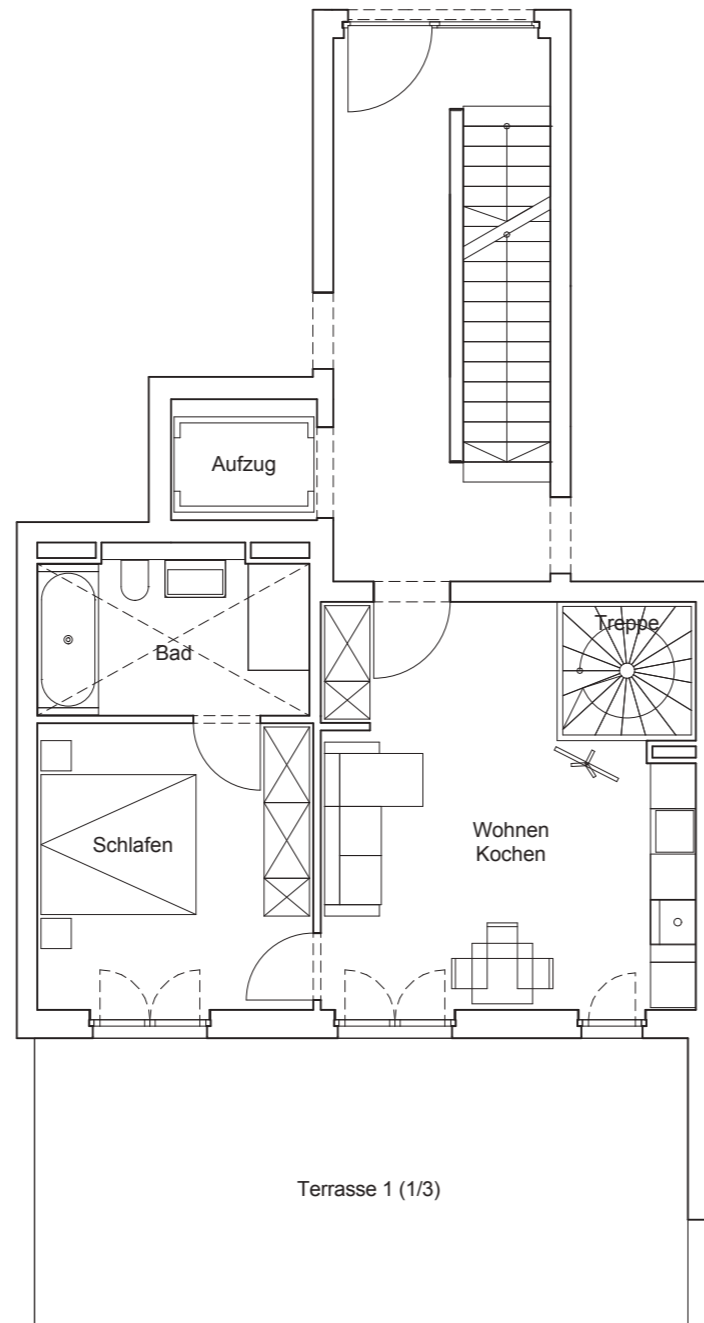 Aufzug
Treppe
Bad
Schlafen
Wohnen
Kochen
Terrasse 1 (1/3)